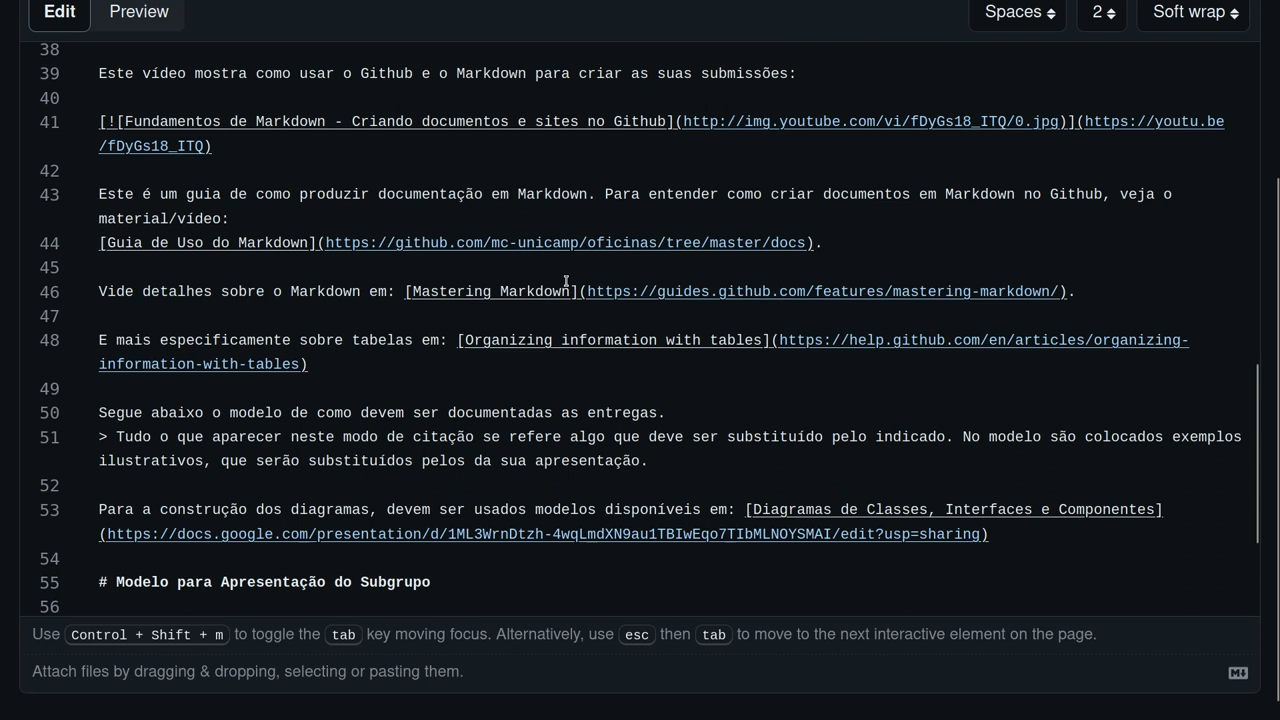 Edit Preview Spaces 2 Soft wrap
38
39 Este vídeo mostra como usar o Github e o Markdown para criar as suas submissões:
40
41 [![Fundamentos de Markdown - Criando documentos e sites no Github](http://img.youtube.com/vi/fDyGs18_ITQ/0.jpg)](https://youtu.be
/fDyGs18_ITQ)
42
43 Este é um guia de como produzir documentação em Markdown. Para entender como criar documentos em Markdown no Github, veja o
material/vídeo:
44 [Guia de Uso do Markdown](https://github.com/mc-unicamp/oficinas/tree/master/docs).
45
46 Vide detalhes sobre o Markdown em: [Mastering Markdown](https://guides.github.com/features/mastering-markdown/).
47
48 E mais especificamente sobre tabelas em: [Organizing information with tables](https://help.github.com/en/articles/organizing-
information-with-tables)
49
50 Segue abaixo o modelo de como devem ser documentadas as entregas.
51 > Tudo o que aparecer neste modo de citação se refere algo que deve ser substituído pelo indicado. No modelo são colocados exemplos
ilustrativos, que serão substituídos pelos da sua apresentação.
52
53 Para a construção dos diagramas, devem ser usados modelos disponíveis em: [Diagramas de Classes, Interfaces e Componentes]
(https://docs.google.com/presentation/d/1ML3WrnDtzh-4wqLmdXN9au1TBIwEqo7TIbMLNOYSMAI/edit?usp=sharing)
54
55 # Modelo para Apresentação do Subgrupo
56
Use Control + Shift + m to toggle the tab key moving focus. Alternatively, use esc then tab to move to the next interactive element on the page.
Attach files by dragging & dropping, selecting or pasting them.